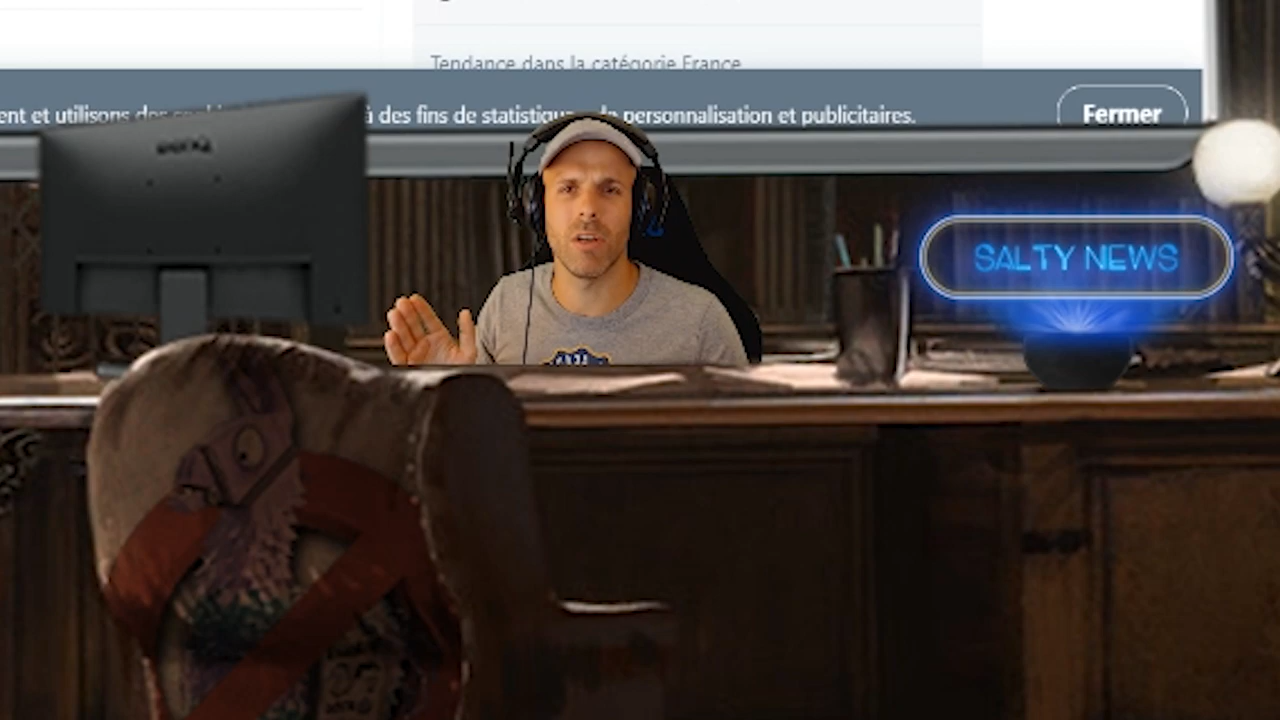 Tendance dans la catégorie France
ent et utilisons des
à des fins de statistique, de personnalisation et publicitaires.
Fermer
BENQ
SALTY NEWS